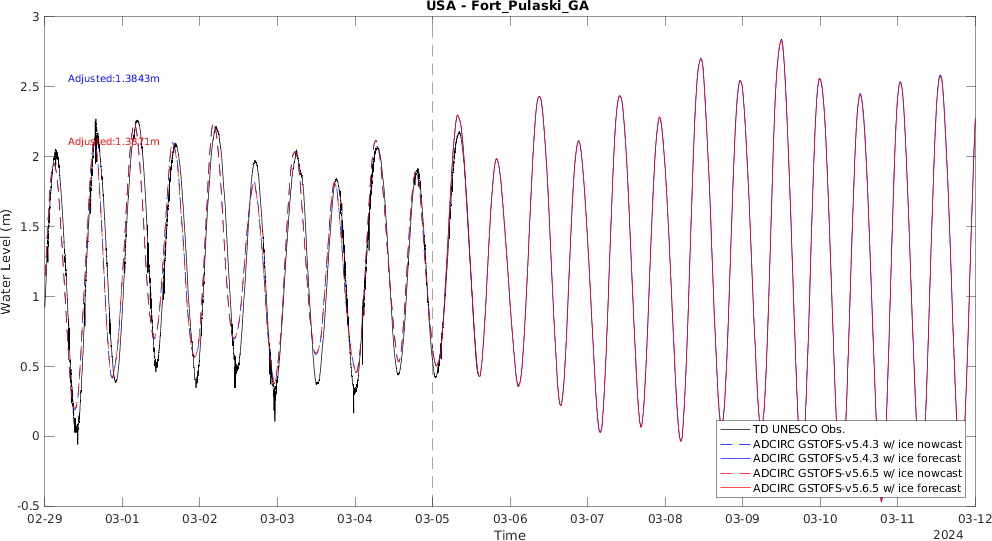 USA - Fort_Pulaski_GA
3
2.5
2
1.5
1
0.5
0
-0.5
Water Level (m)
Adjusted:1.3843m
Adjusted:1.3371m
TD UNESCO Obs.
ADCIRC GSTOFS-v5.4.3 w/ ice nowcast
ADCIRC GSTOFS-v5.4.3 w/ ice forecast
ADCIRC GSTOFS-v5.6.5 w/ ice nowcast
ADCIRC GSTOFS-v5.6.5 w/ ice forecast
02-29 03-01 03-02 03-03 03-04 03-05 03-06 03-07 03-08 03-09 03-10 03-11 03-12
Time
2024